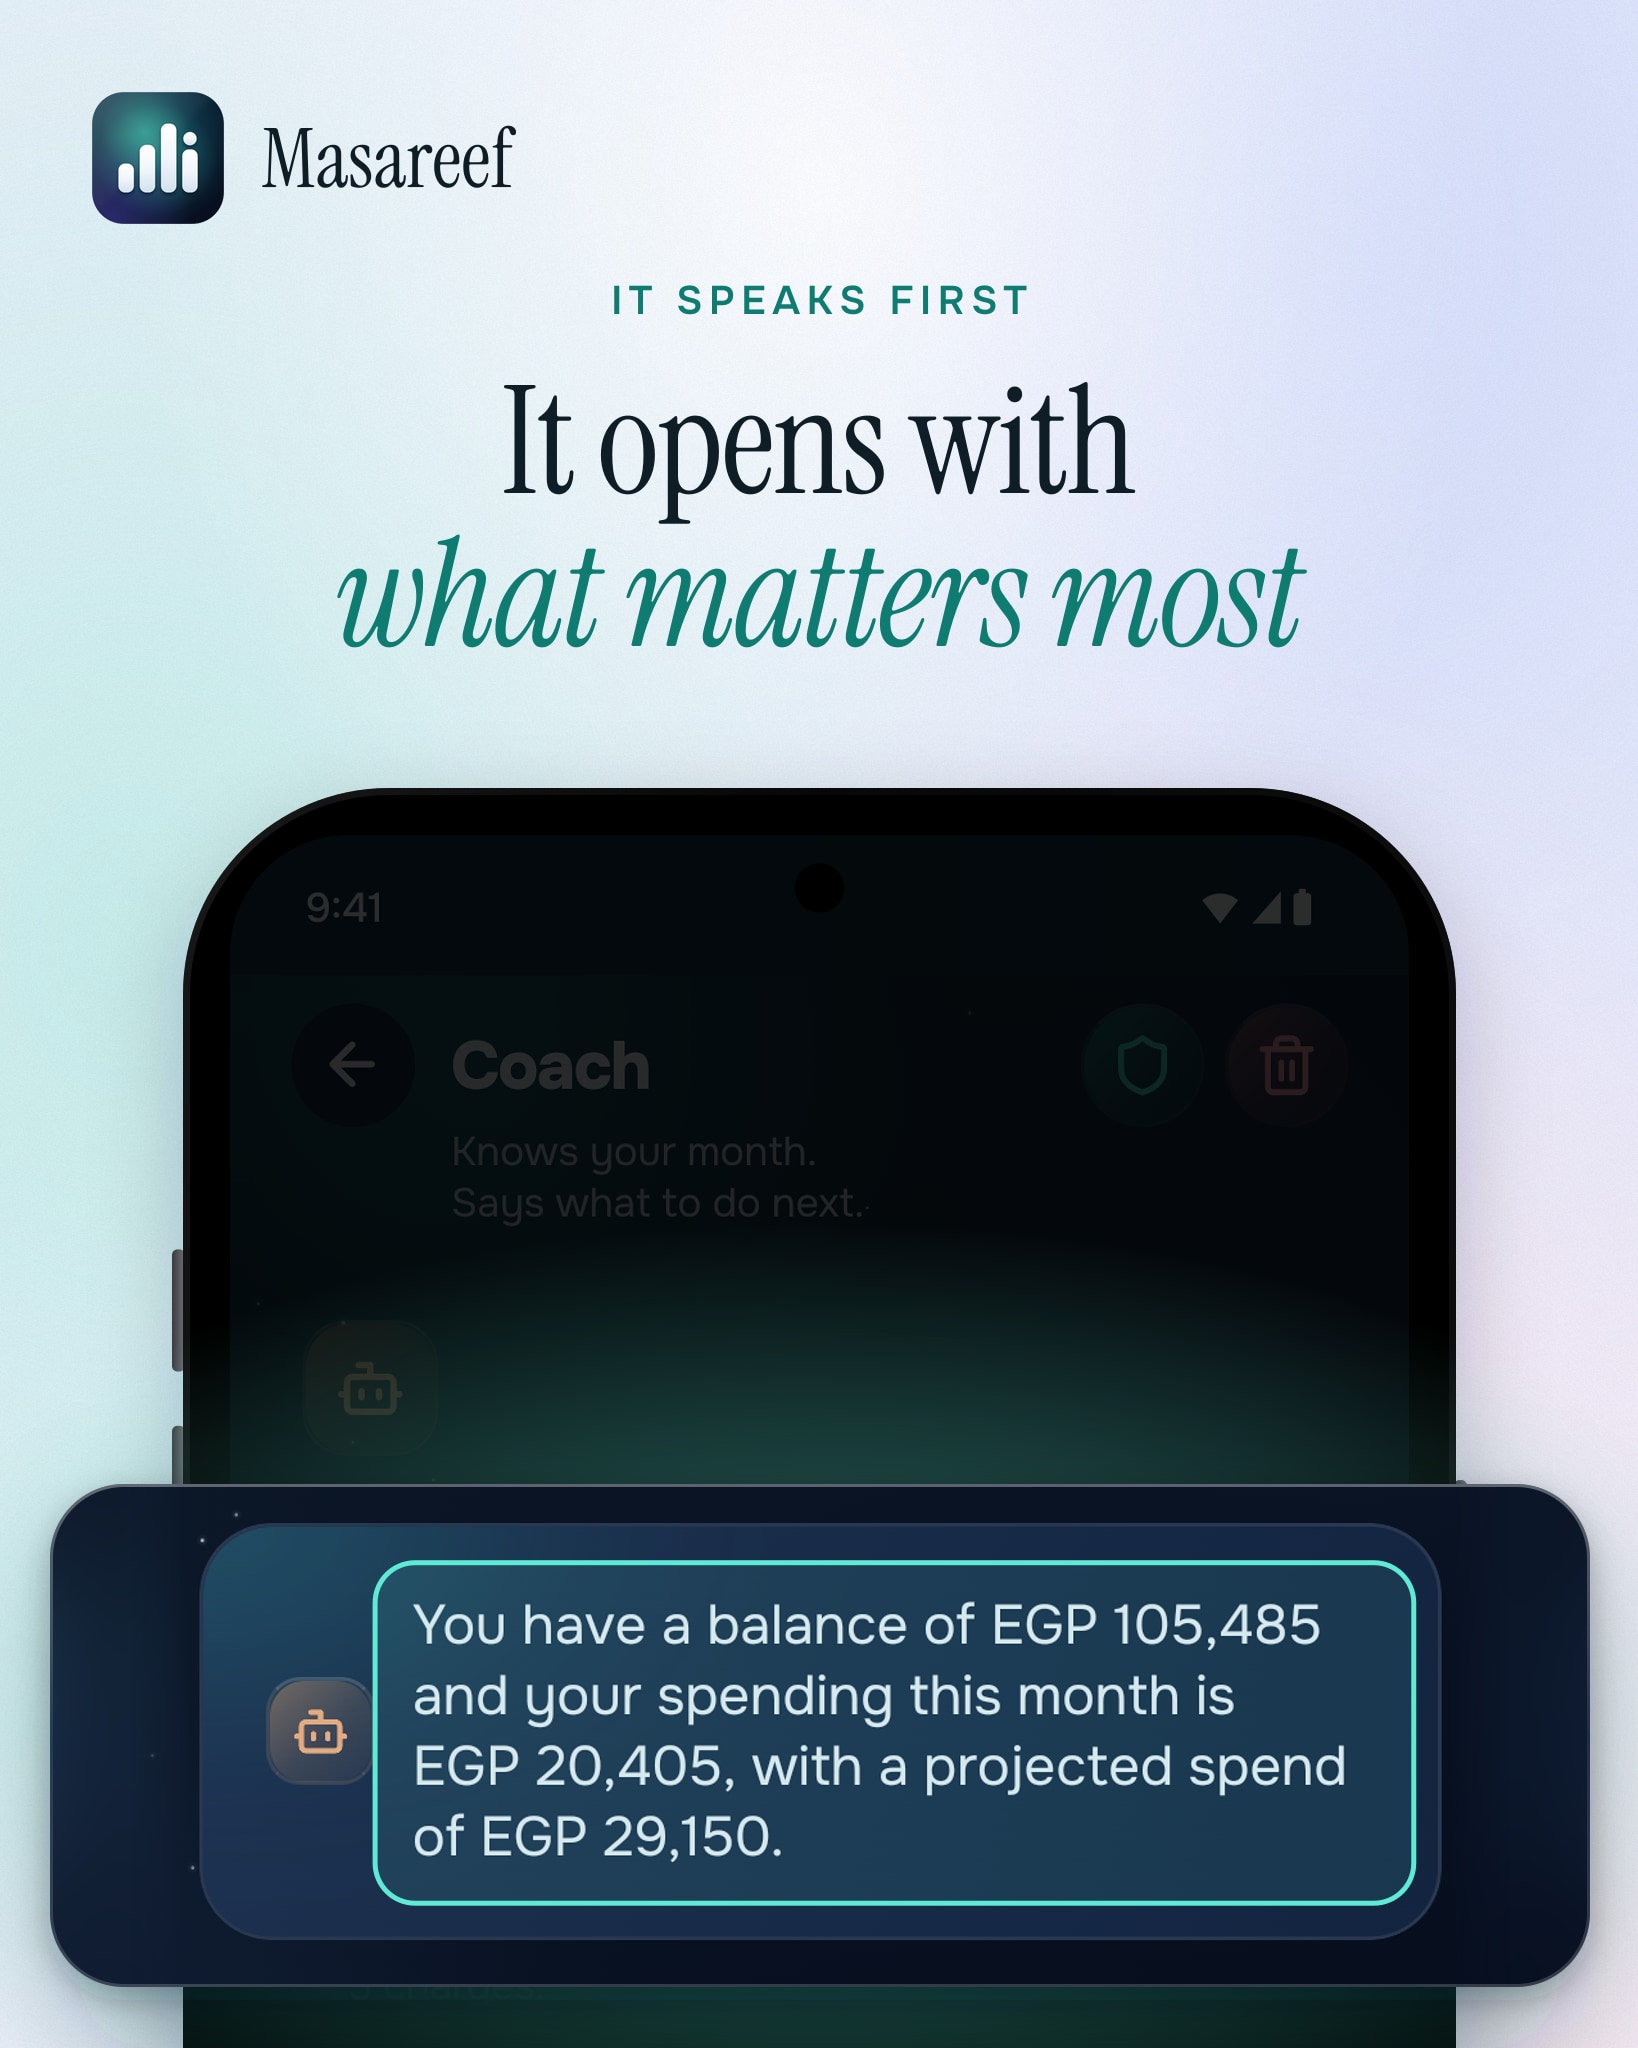 Masareef
IT SPEAKS FIRST
It opens with
what matters most
9:41
Coach
Knows your month.
Says what to do next.
You have a balance of EGP 105,485
and your spending this month is
EGP 20,405, with a projected spend
of EGP 29,150.
charges.